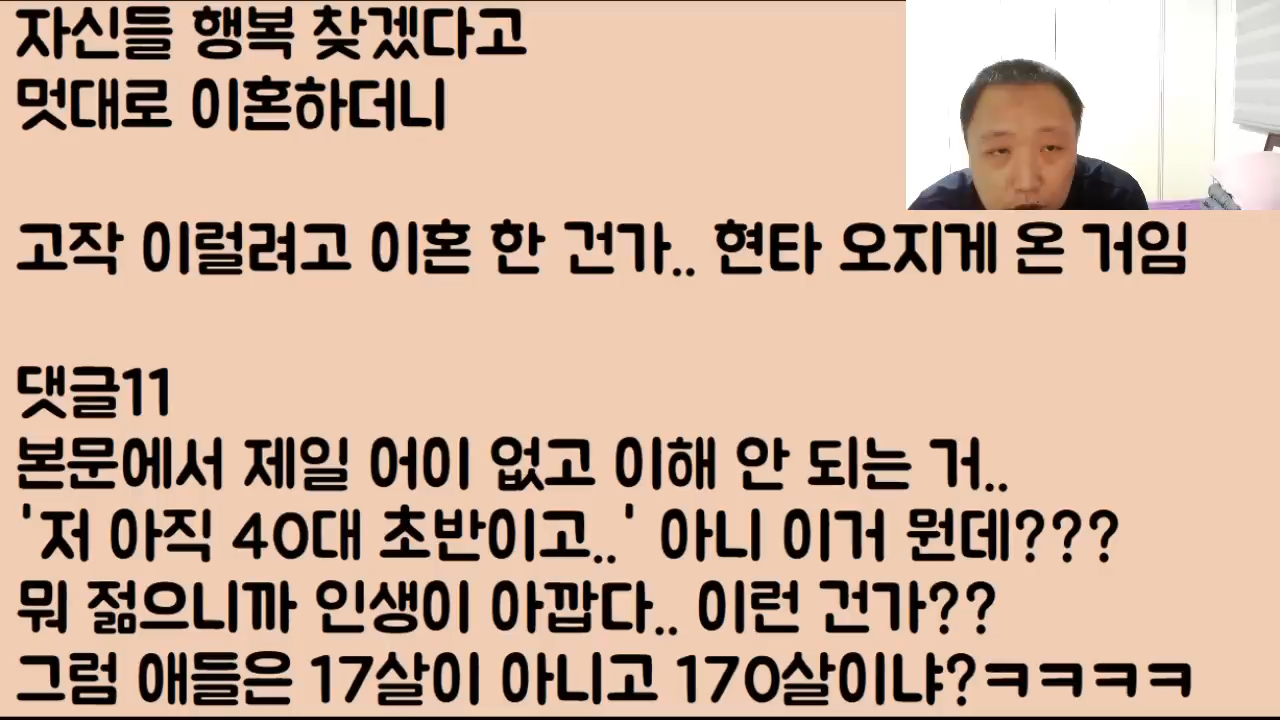 자신들 행복 찾겠다고
멋대로 이혼하더니
고작 이럴려고 이혼 한 건가.. 현타 오지게 온 거임
댓글11
본문에서 제일 어이 없고 이해 안 되는 거..
'저 아직 40대 초반이고..' 아니 이거 뭔데???
뭐 젊으니까 인생이 아깝다.. 이런 건가??
그럼 애들은 17살이 아니고 170살이냐?ㅋㅋㅋㅋ